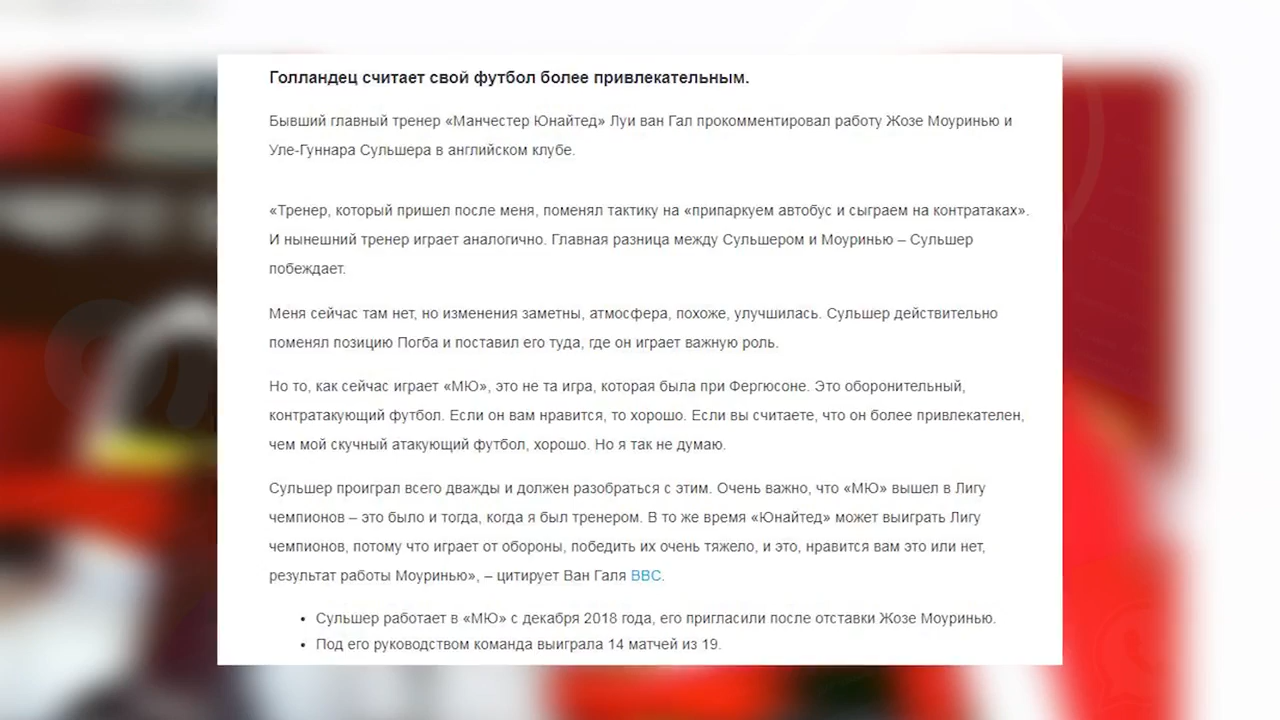 Голландец считает свой футбол более привлекательным.
Бывший главный тренер «Манчестер Юнайтед» Луи ван Гал прокомментировал работу Жозе Моуринью и
Уле-Гуннара Сульшера в английском клубе.
«Тренер, который пришел после меня, поменял тактику на «припаркуем автобус и сыграем на контратаках».
И нынешний тренер играет аналогично. Главная разница между Сульшером и Моуринью – Сульшер
побеждает.
Меня сейчас там нет, но изменения заметны, атмосфера, похоже, улучшилась. Сульшер действительно
поменял позицию Погба и поставил его туда, где он играет важную роль.
Но то, как сейчас играет «МЮ», это не та игра, которая была при Фергюсоне. Это оборонительный,
контратакующий футбол. Если он вам нравится, то хорошо. Если вы считаете, что он более привлекателен,
чем мой скучный атакующий футбол, хорошо. Но я так не думаю.
Сульшер проиграл всего дважды и должен разобраться с этим. Очень важно, что «МЮ» вышел в Лигу
чемпионов – это было и тогда, когда я был тренером. В то же время «Юнайтед» может выиграть Лигу
чемпионов, потому что играет от обороны, победить их очень тяжело, и это, нравится вам это или нет,
результат работы Моуринью», – цитирует Ван Галя BBC.
• Сульшер работает в «МЮ» с декабря 2018 года, его пригласили после отставки Жозе Моуринью.
• Под его руководством команда выиграла 14 матчей из 19.